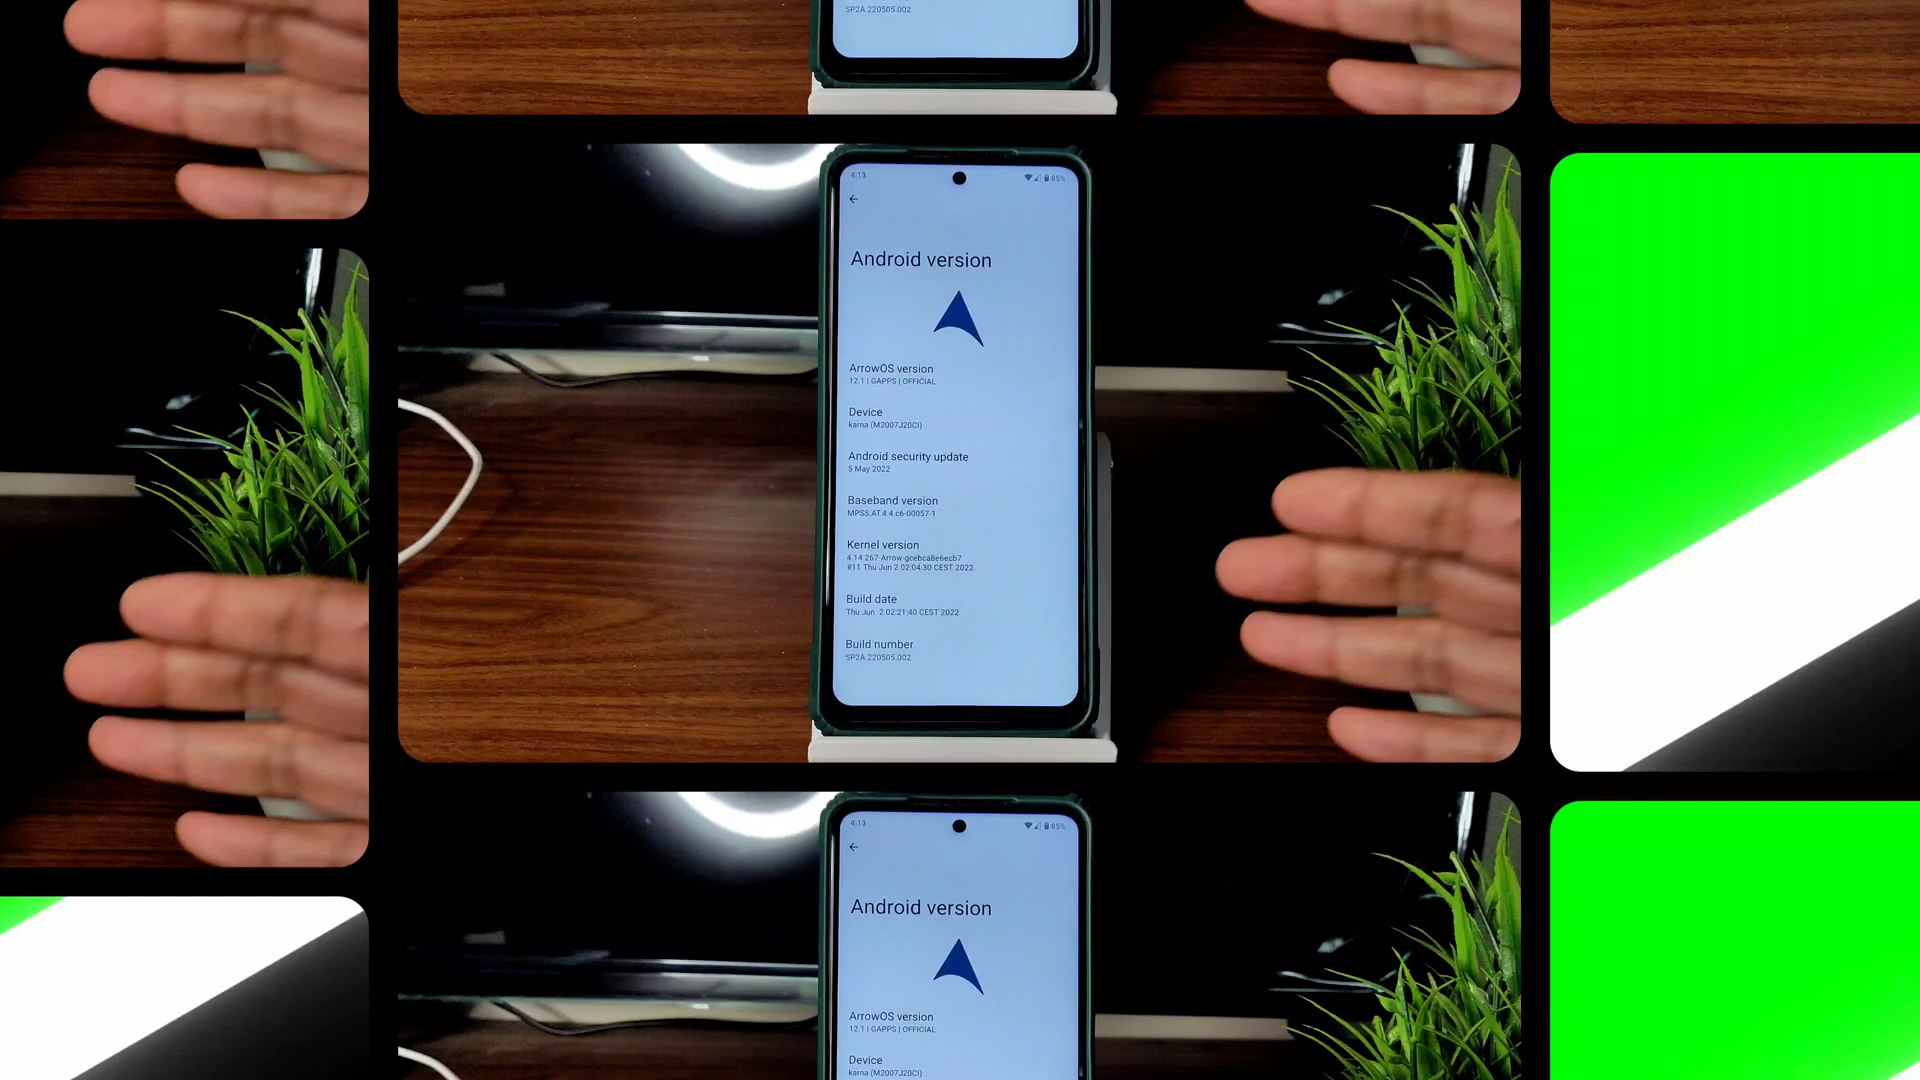 SP2A.220505.002
4:13
85%
Android version
ArrowOS version
12.1 | GAPPS | OFFICIAL
Device
karna (M2007J20CI)
Android security update
5 May 2022
Baseband version
MPSS.AT.4.4.c6-00057-1
Kernel version
4.14.267-Arrow-gcebca8e6ecb7
#11 Thu Jun 2 02:04:30 CEST 2022
Build date
Thu Jun 2 02:21:40 CEST 2022
Build number
SP2A.220505.002
4:13
85%
Android version
ArrowOS version
12.1 | GAPPS | OFFICIAL
Device
karna (M2007J20CI)